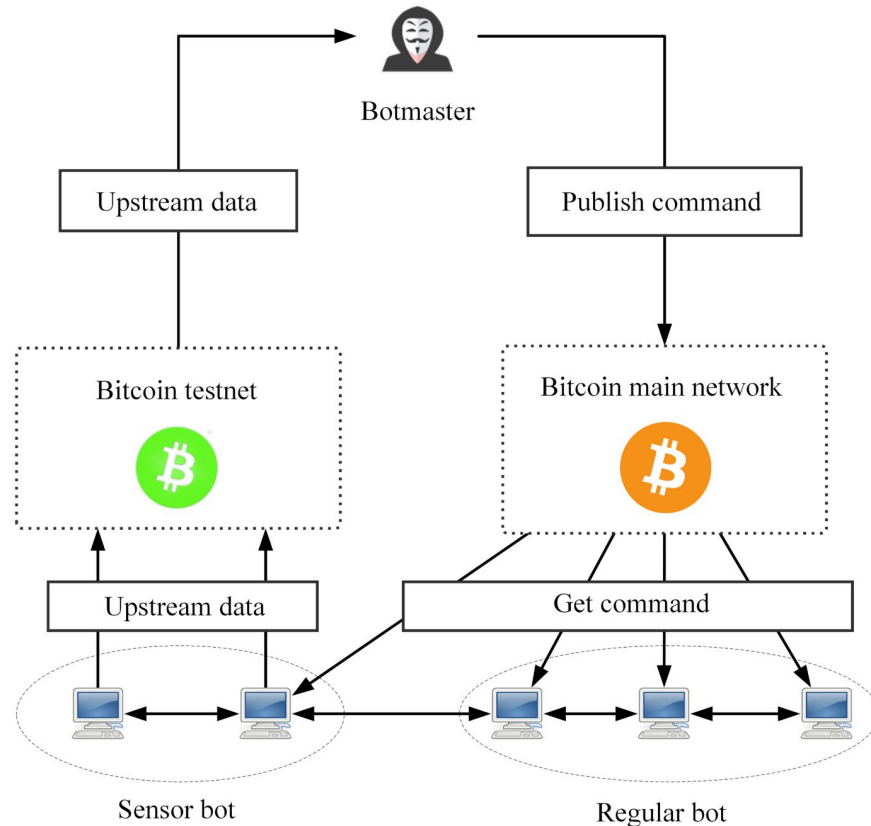 Botmaster
Upstream data
Publish command
Bitcoin testnet
Bitcoin main network
Upstream data
Get command
Sensor bot
Regular bot